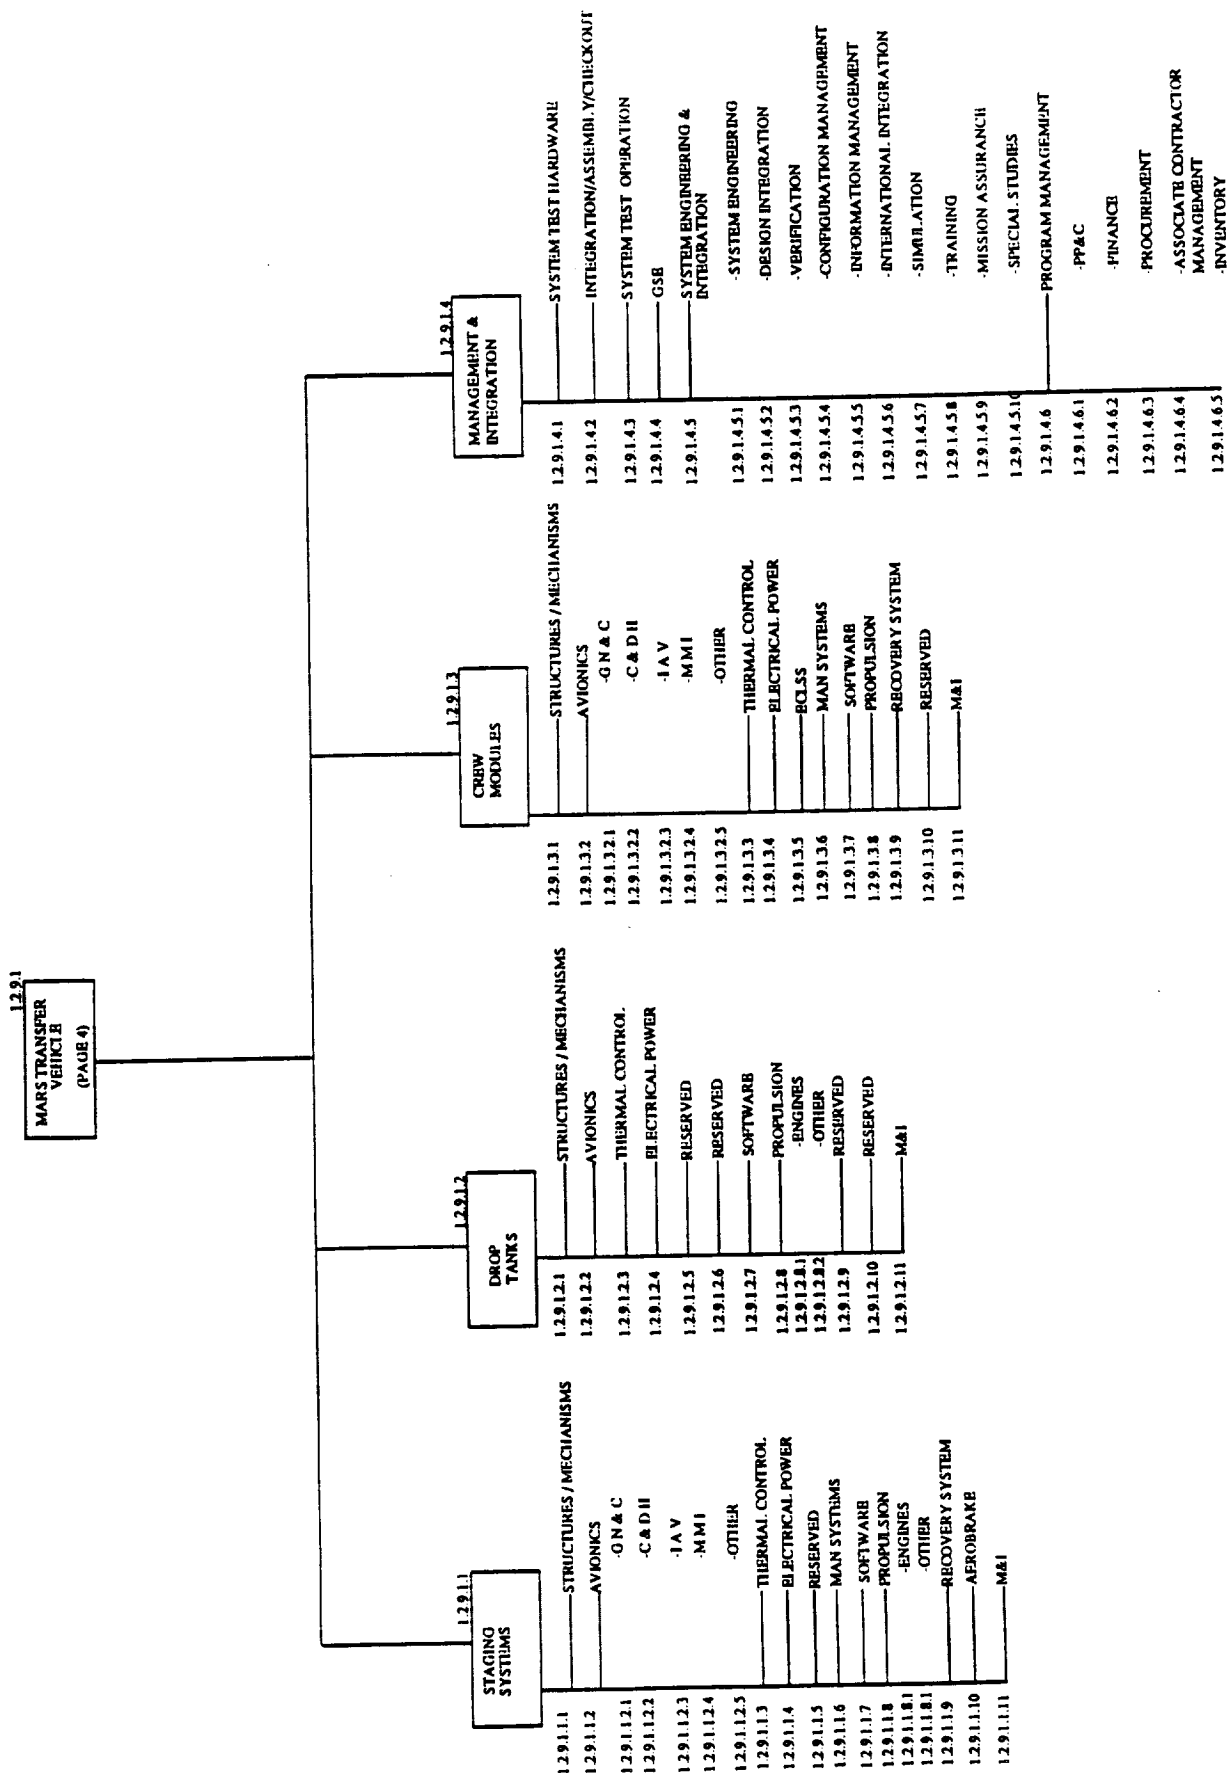 1.2.9.1
MARS TRANSFER
VEHICLE
(PAGE 4)
1.2.9.1.1
STAGING
SYSTEMS
1.2.9.1.1.1 STRUCTURES / MECHANISMS
1.2.9.1.1.2 AVIONICS
1.2.9.1.1.2.1 -G N & C
1.2.9.1.1.2.2 -C & D H
1.2.9.1.1.2.3 -I A V
1.2.9.1.1.2.4 -M M I
1.2.9.1.1.2.5 -OTHER
1.2.9.1.1.3 THERMAL CONTROL
1.2.9.1.1.4 ELECTRICAL POWER
1.2.9.1.1.5 RESERVED
1.2.9.1.1.6 MAN SYSTEMS
1.2.9.1.1.7 SOFTWARE
1.2.9.1.1.8 PROPULSION
1.2.9.1.1.8.1 -ENGINES
1.2.9.1.1.8.1 -OTHER
1.2.9.1.1.9 RECOVERY SYSTEM
1.2.9.1.1.10 AEROBRAKE
1.2.9.1.1.11 M&I
1.2.9.1.2
DROP
TANKS
1.2.9.1.2.1 STRUCTURES / MECHANISMS
1.2.9.1.2.2 AVIONICS
1.2.9.1.2.3 THERMAL CONTROL
1.2.9.1.2.4 ELECTRICAL POWER
1.2.9.1.2.5 RESERVED
1.2.9.1.2.6 RESERVED
1.2.9.1.2.7 SOFTWARE
1.2.9.1.2.8 PROPULSION
1.2.9.1.2.8.1 -ENGINES
1.2.9.1.2.8.2 -OTHER
1.2.9.1.2.9 RESERVED
1.2.9.1.2.10 RESERVED
1.2.9.1.2.11 M&I
1.2.9.1.3
CREW
MODULES
1.2.9.1.3.1 STRUCTURES / MECHANISMS
1.2.9.1.3.2 AVIONICS
1.2.9.1.3.2.1 -G N & C
1.2.9.1.3.2.2 -C & D H
1.2.9.1.3.2.3 -I A V
1.2.9.1.3.2.4 -M M I
1.2.9.1.3.2.5 -OTHER
1.2.9.1.3.3 THERMAL CONTROL
1.2.9.1.3.4 ELECTRICAL POWER
1.2.9.1.3.5 ECLSS
1.2.9.1.3.6 MAN SYSTEMS
1.2.9.1.3.7 SOFTWARE
1.2.9.1.3.8 PROPULSION
1.2.9.1.3.9 RECOVERY SYSTEM
1.2.9.1.3.10 RESERVED
1.2.9.1.3.11 M&I
1.2.9.1.4
MANAGEMENT &
INTEGRATION
1.2.9.1.4.1 SYSTEM TEST HARDWARE
1.2.9.1.4.2 INTEGRATION/ASSEMBLY/CHECKOUT
1.2.9.1.4.3 SYSTEM TEST OPERATION
1.2.9.1.4.4 GSE
1.2.9.1.4.5 SYSTEM ENGINEERING &
INTEGRATION
1.2.9.1.4.5.1 -SYSTEM ENGINEERING
1.2.9.1.4.5.2 -DESIGN INTEGRATION
1.2.9.1.4.5.3 -VERIFICATION
1.2.9.1.4.5.4 -CONFIGURATION MANAGEMENT
1.2.9.1.4.5.5 -INFORMATION MANAGEMENT
1.2.9.1.4.5.6 -INTERNATIONAL INTEGRATION
1.2.9.1.4.5.7 -SIMULATION
1.2.9.1.4.5.8 -TRAINING
1.2.9.1.4.5.9 -MISSION ASSURANCE
1.2.9.1.4.5.10 -SPECIAL STUDIES
1.2.9.1.4.6 PROGRAM MANAGEMENT
1.2.9.1.4.6.1 -PP&C
1.2.9.1.4.6.2 -FINANCE
1.2.9.1.4.6.3 -PROCUREMENT
1.2.9.1.4.6.4 -ASSOCIATE CONTRACTOR
MANAGEMENT
1.2.9.1.4.6.5 -INVENTORY